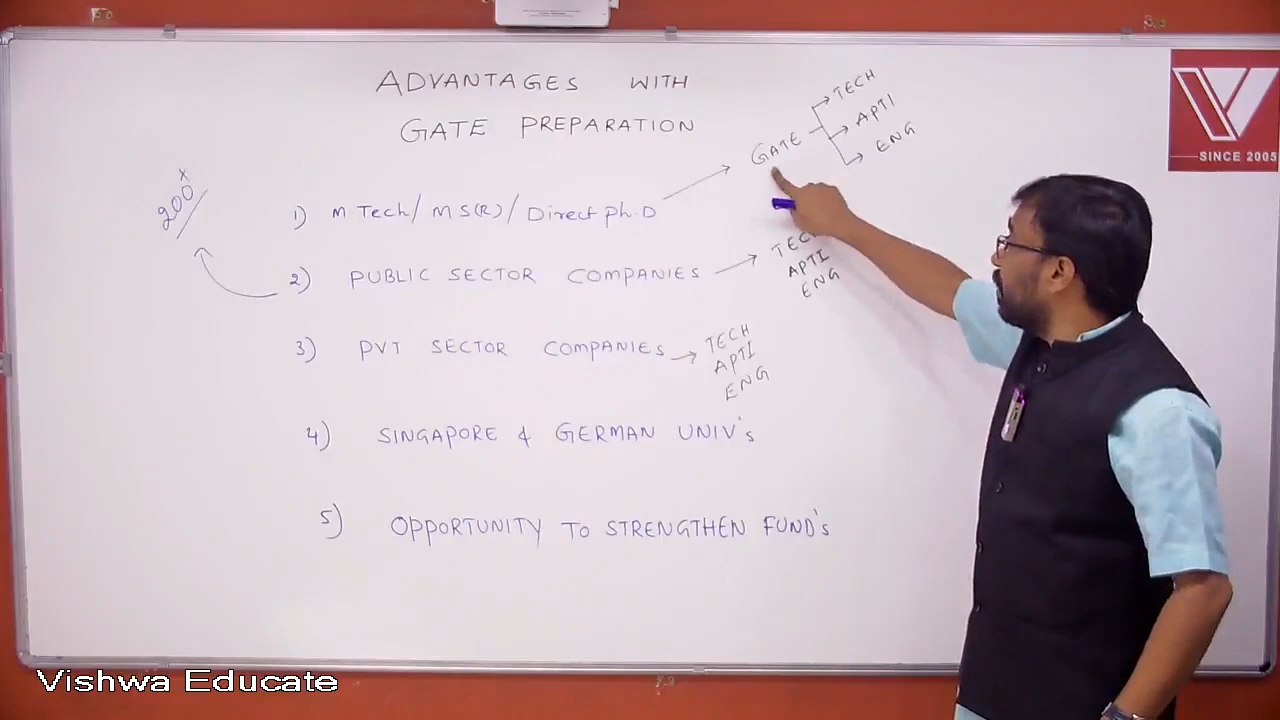 ADVANTAGES WITH
GATE PREPARATION
GATE
TECH
APTI
ENG
200
x
1) M Tech / MS(R) / Direct Ph.D
2) PUBLIC SECTOR COMPANIES
TECH
APTI
ENG
3) PVT SECTOR COMPANIES
TECH
APTI
ENG
4) SINGAPORE & GERMAN UNIV's
5) OPPORTUNITY TO STRENGTHEN FUND's
V
SINCE 2005
Vishwa Educate